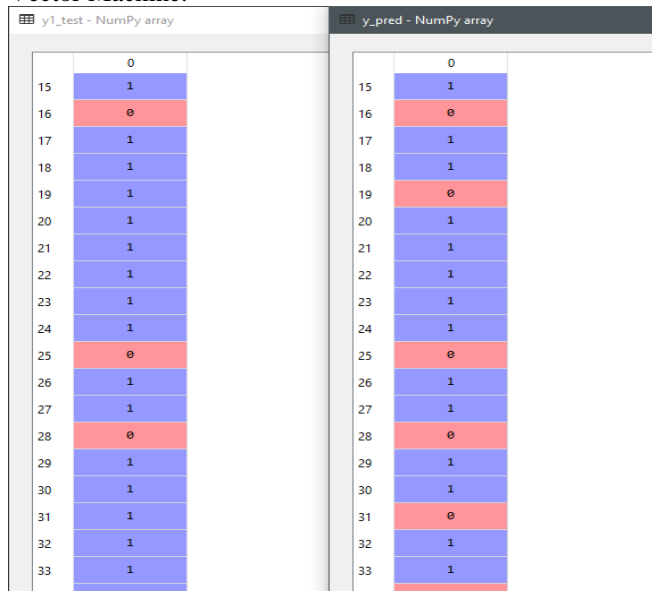 Vector Machine.
y1_test - NumPy array y_pred - NumPy array
0 0
15 1 15 1
16 0 16 0
17 1 17 1
18 1 18 1
19 1 19 0
20 1 20 1
21 1 21 1
22 1 22 1
23 1 23 1
24 1 24 1
25 0 25 0
26 1 26 1
27 1 27 1
28 0 28 0
29 1 29 1
30 1 30 1
31 1 31 0
32 1 32 1
33 1 33 1